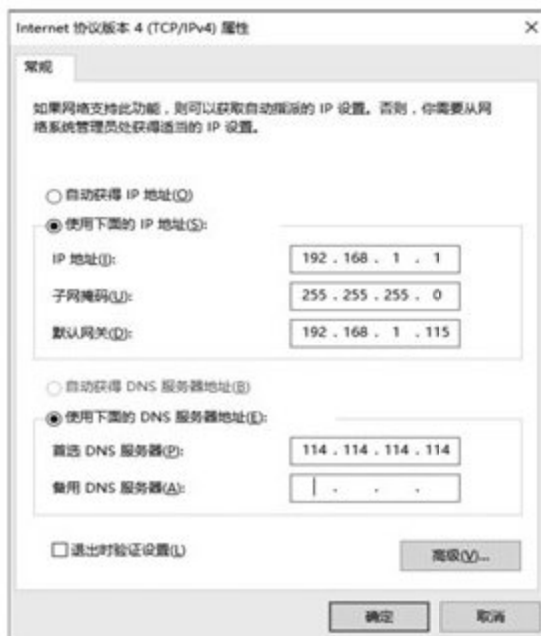 Internet 协议版本 4 (TCP/IPv4) 属性
常规
如果网络支持此功能，则可以获取自动指派的 IP 设置。否则，你需要从网
络系统管理员处获得适当的 IP 设置。
自动获得 IP 地址(O)
使用下面的 IP 地址(S):
IP 地址(I): 192 . 168 . 1 . 1
子网掩码(U): 255 . 255 . 255 . 0
默认网关(D): 192 . 168 . 1 . 115
自动获得 DNS 服务器地址(B)
使用下面的 DNS 服务器地址(E):
首选 DNS 服务器(P): 114 . 114 . 114 . 114
备用 DNS 服务器(A): . . .
退出时验证设置(L)
高级(V)...
确定 取消